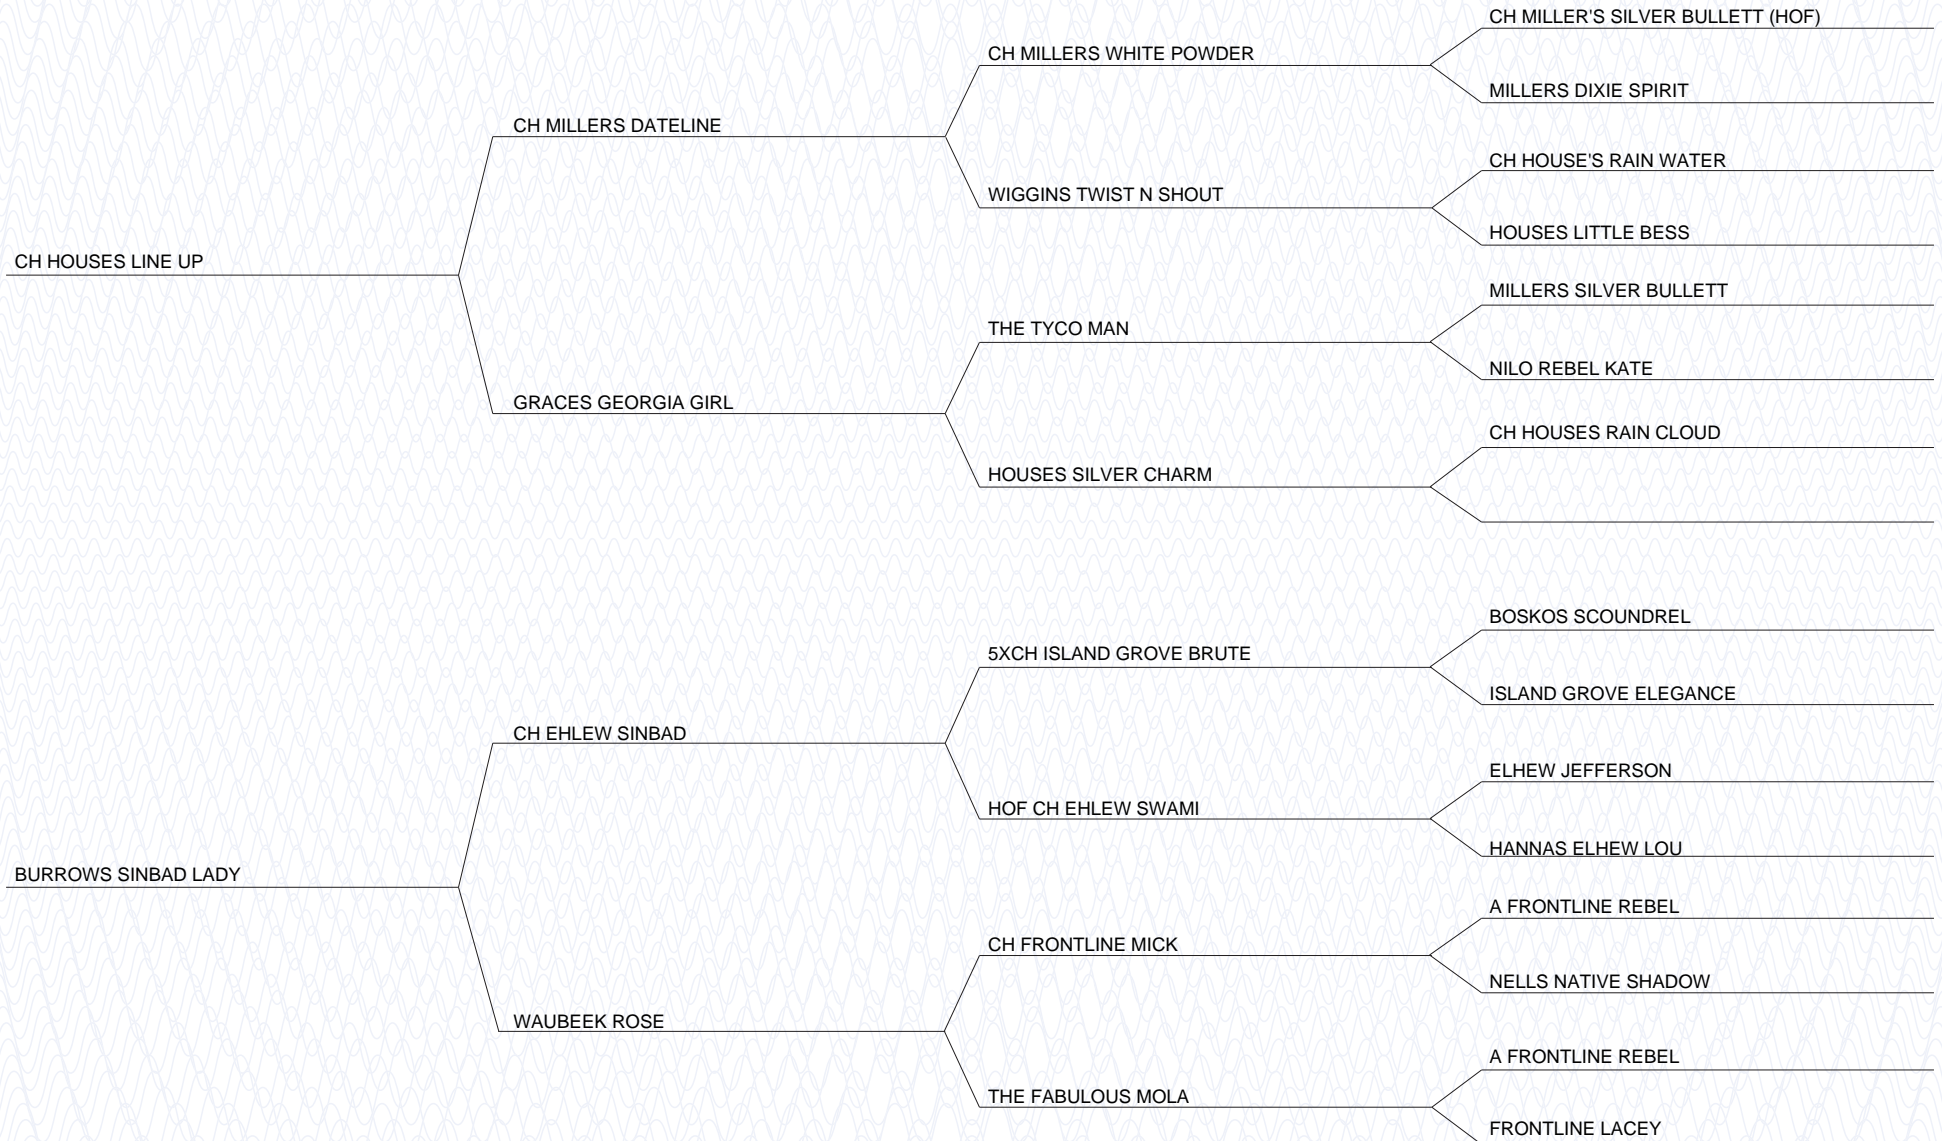 CH MILLER'S SILVER BULLETT (HOF)
CH MILLERS WHITE POWDER
MILLERS DIXIE SPIRIT
CH MILLERS DATELINE
CH HOUSE'S RAIN WATER
WIGGINS TWIST N SHOUT
HOUSES LITTLE BESS
CH HOUSES LINE UP
MILLERS SILVER BULLETT
THE TYCO MAN
NILO REBEL KATE
GRACES GEORGIA GIRL
CH HOUSES RAIN CLOUD
HOUSES SILVER CHARM
BOSKOS SCOUNDREL
5XCH ISLAND GROVE BRUTE
ISLAND GROVE ELEGANCE
CH EHLEW SINBAD
ELHEW JEFFERSON
HOF CH EHLEW SWAMI
HANNAS ELHEW LOU
BURROWS SINBAD LADY
A FRONTLINE REBEL
CH FRONTLINE MICK
NELLS NATIVE SHADOW
WAUBEEK ROSE
A FRONTLINE REBEL
THE FABULOUS MOLA
FRONTLINE LACEY